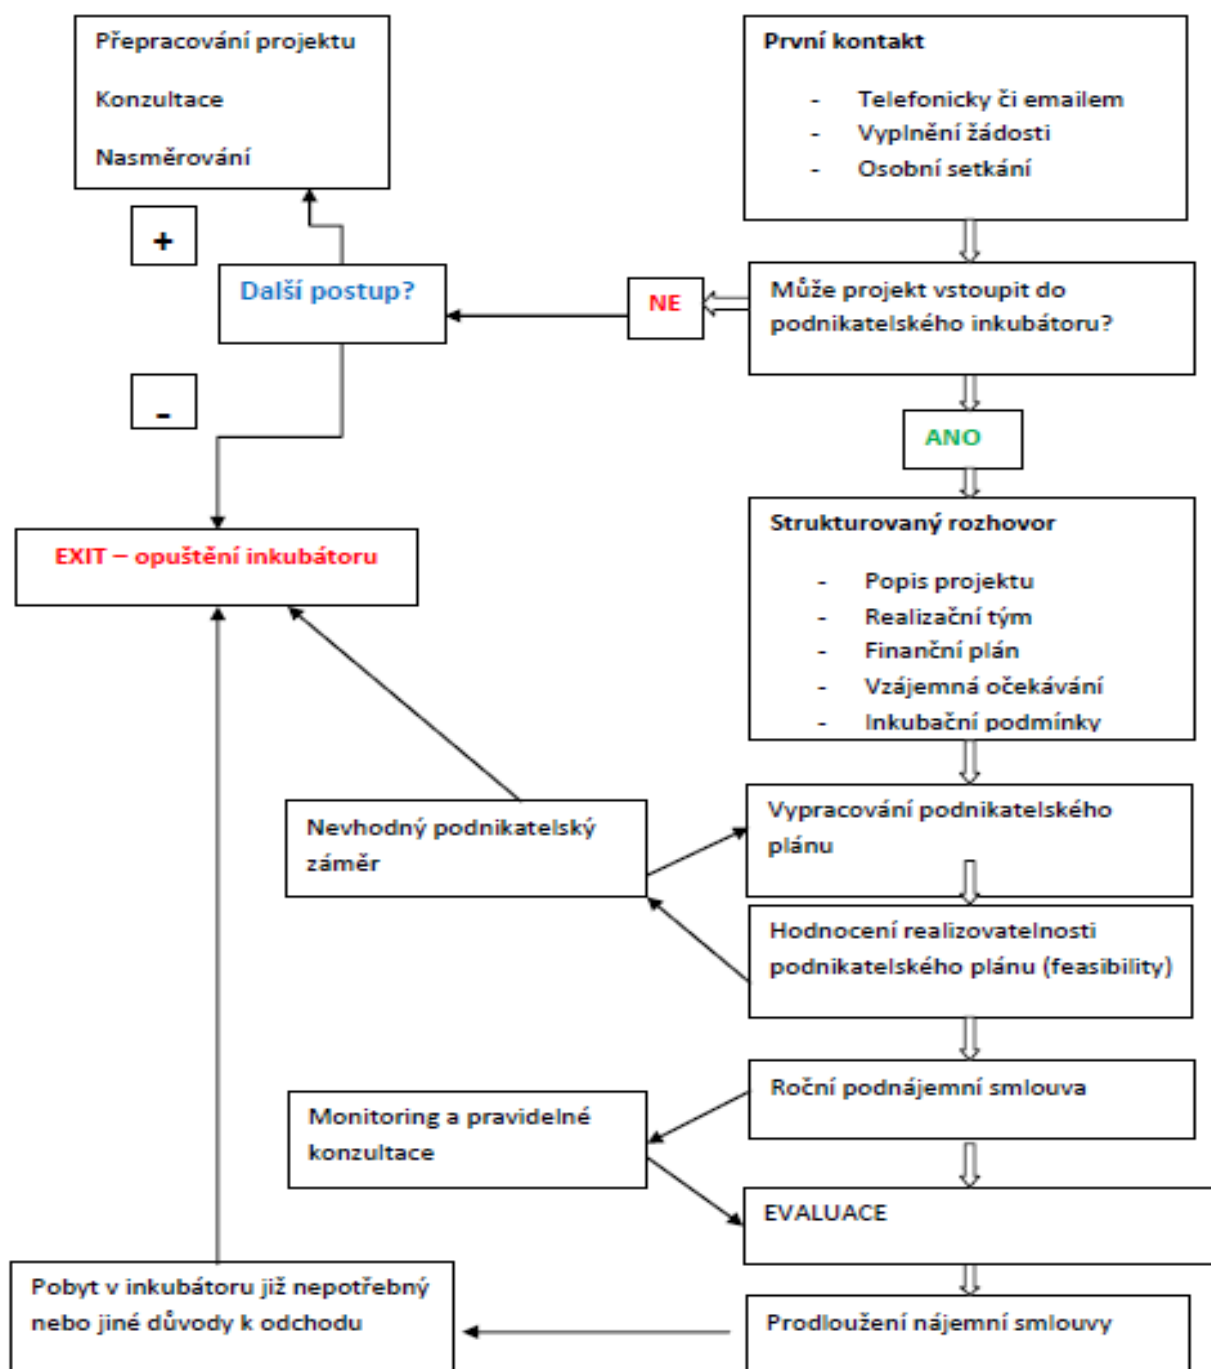 Přepracování projektu
Konzultace
Nasměrování
První kontakt
- Telefonicky či emailem
- Vyplnění žádosti
- Osobní setkání
+
Další postup?
NE
Může projekt vstoupit do
podnikatelského inkubátoru?
-
ANO
EXIT – opuštění inkubátoru
Strukturovaný rozhovor
- Popis projektu
- Realizační tým
- Finanční plán
- Vzájemná očekávání
- Inkubační podmínky
Nevhodný podnikatelský
záměr
Vypracování podnikatelského
plánu
Hodnocení realizovatelnosti
podnikatelského plánu (feasibility)
Roční podnájemní smlouva
Monitoring a pravidelné
konzultace
EVALUACE
Pobyt v inkubátoru již nepotřebný
nebo jiné důvody k odchodu
Prodloužení nájemní smlouvy